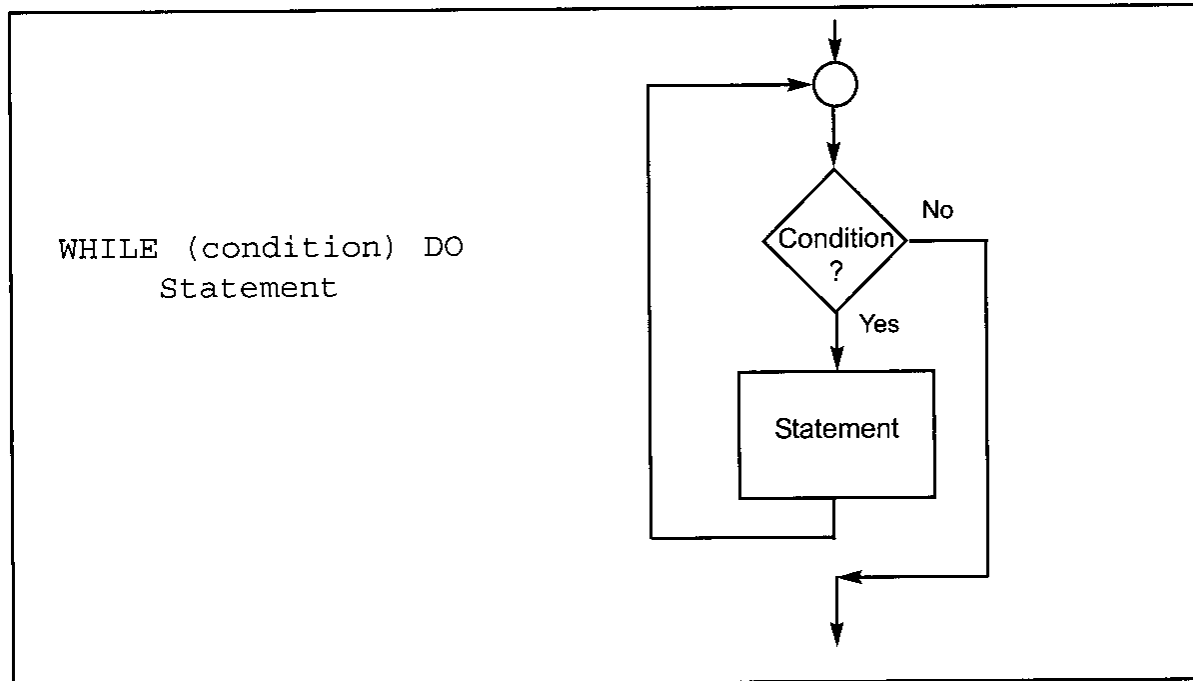 WHILE (condition) DO
Statement
No
Condition
?
Yes
Statement